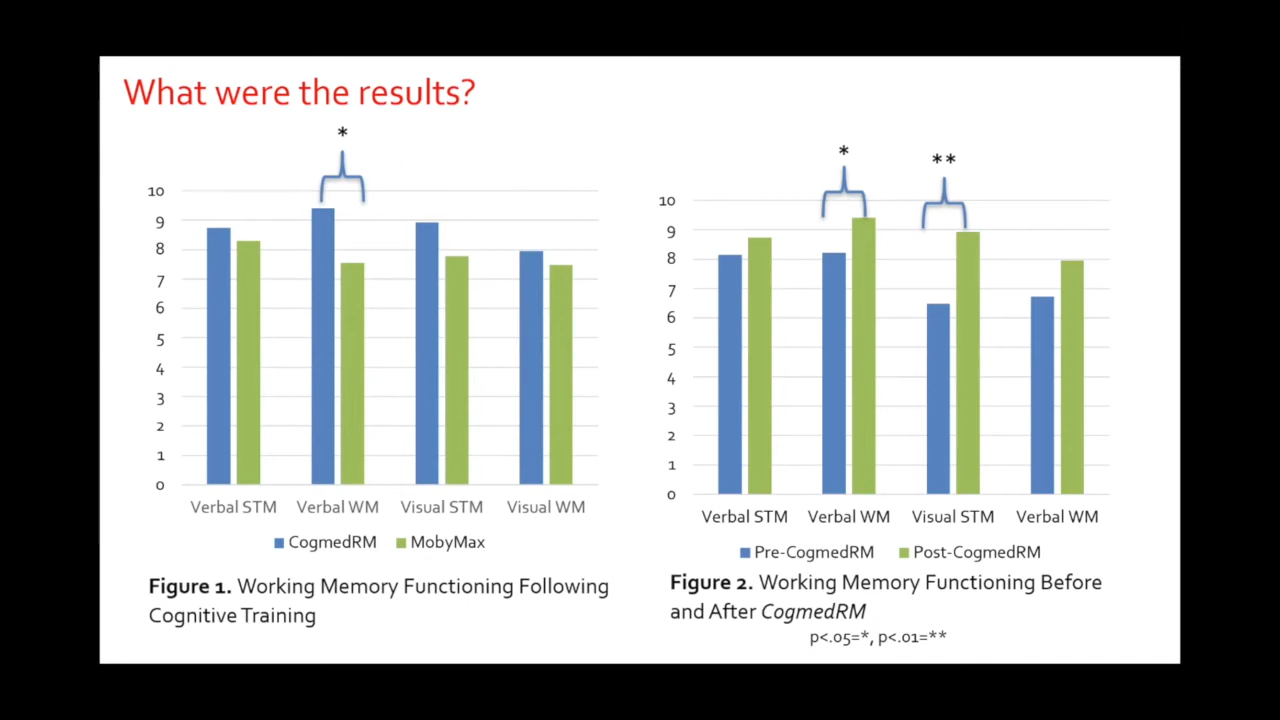 What were the results?
*
10
9
8
7
6
5
4
3
2
1
0
Verbal STM Verbal WM Visual STM Visual WM
CogmedRM MobyMax
Figure 1. Working Memory Functioning Following
Cognitive Training
*
**
10
9
8
7
6
5
4
3
2
1
0
Verbal STM Verbal WM Visual STM Verbal WM
Pre-CogmedRM Post-CogmedRM
Figure 2. Working Memory Functioning Before
and After CogmedRM
p<.05=*, p<.01=**